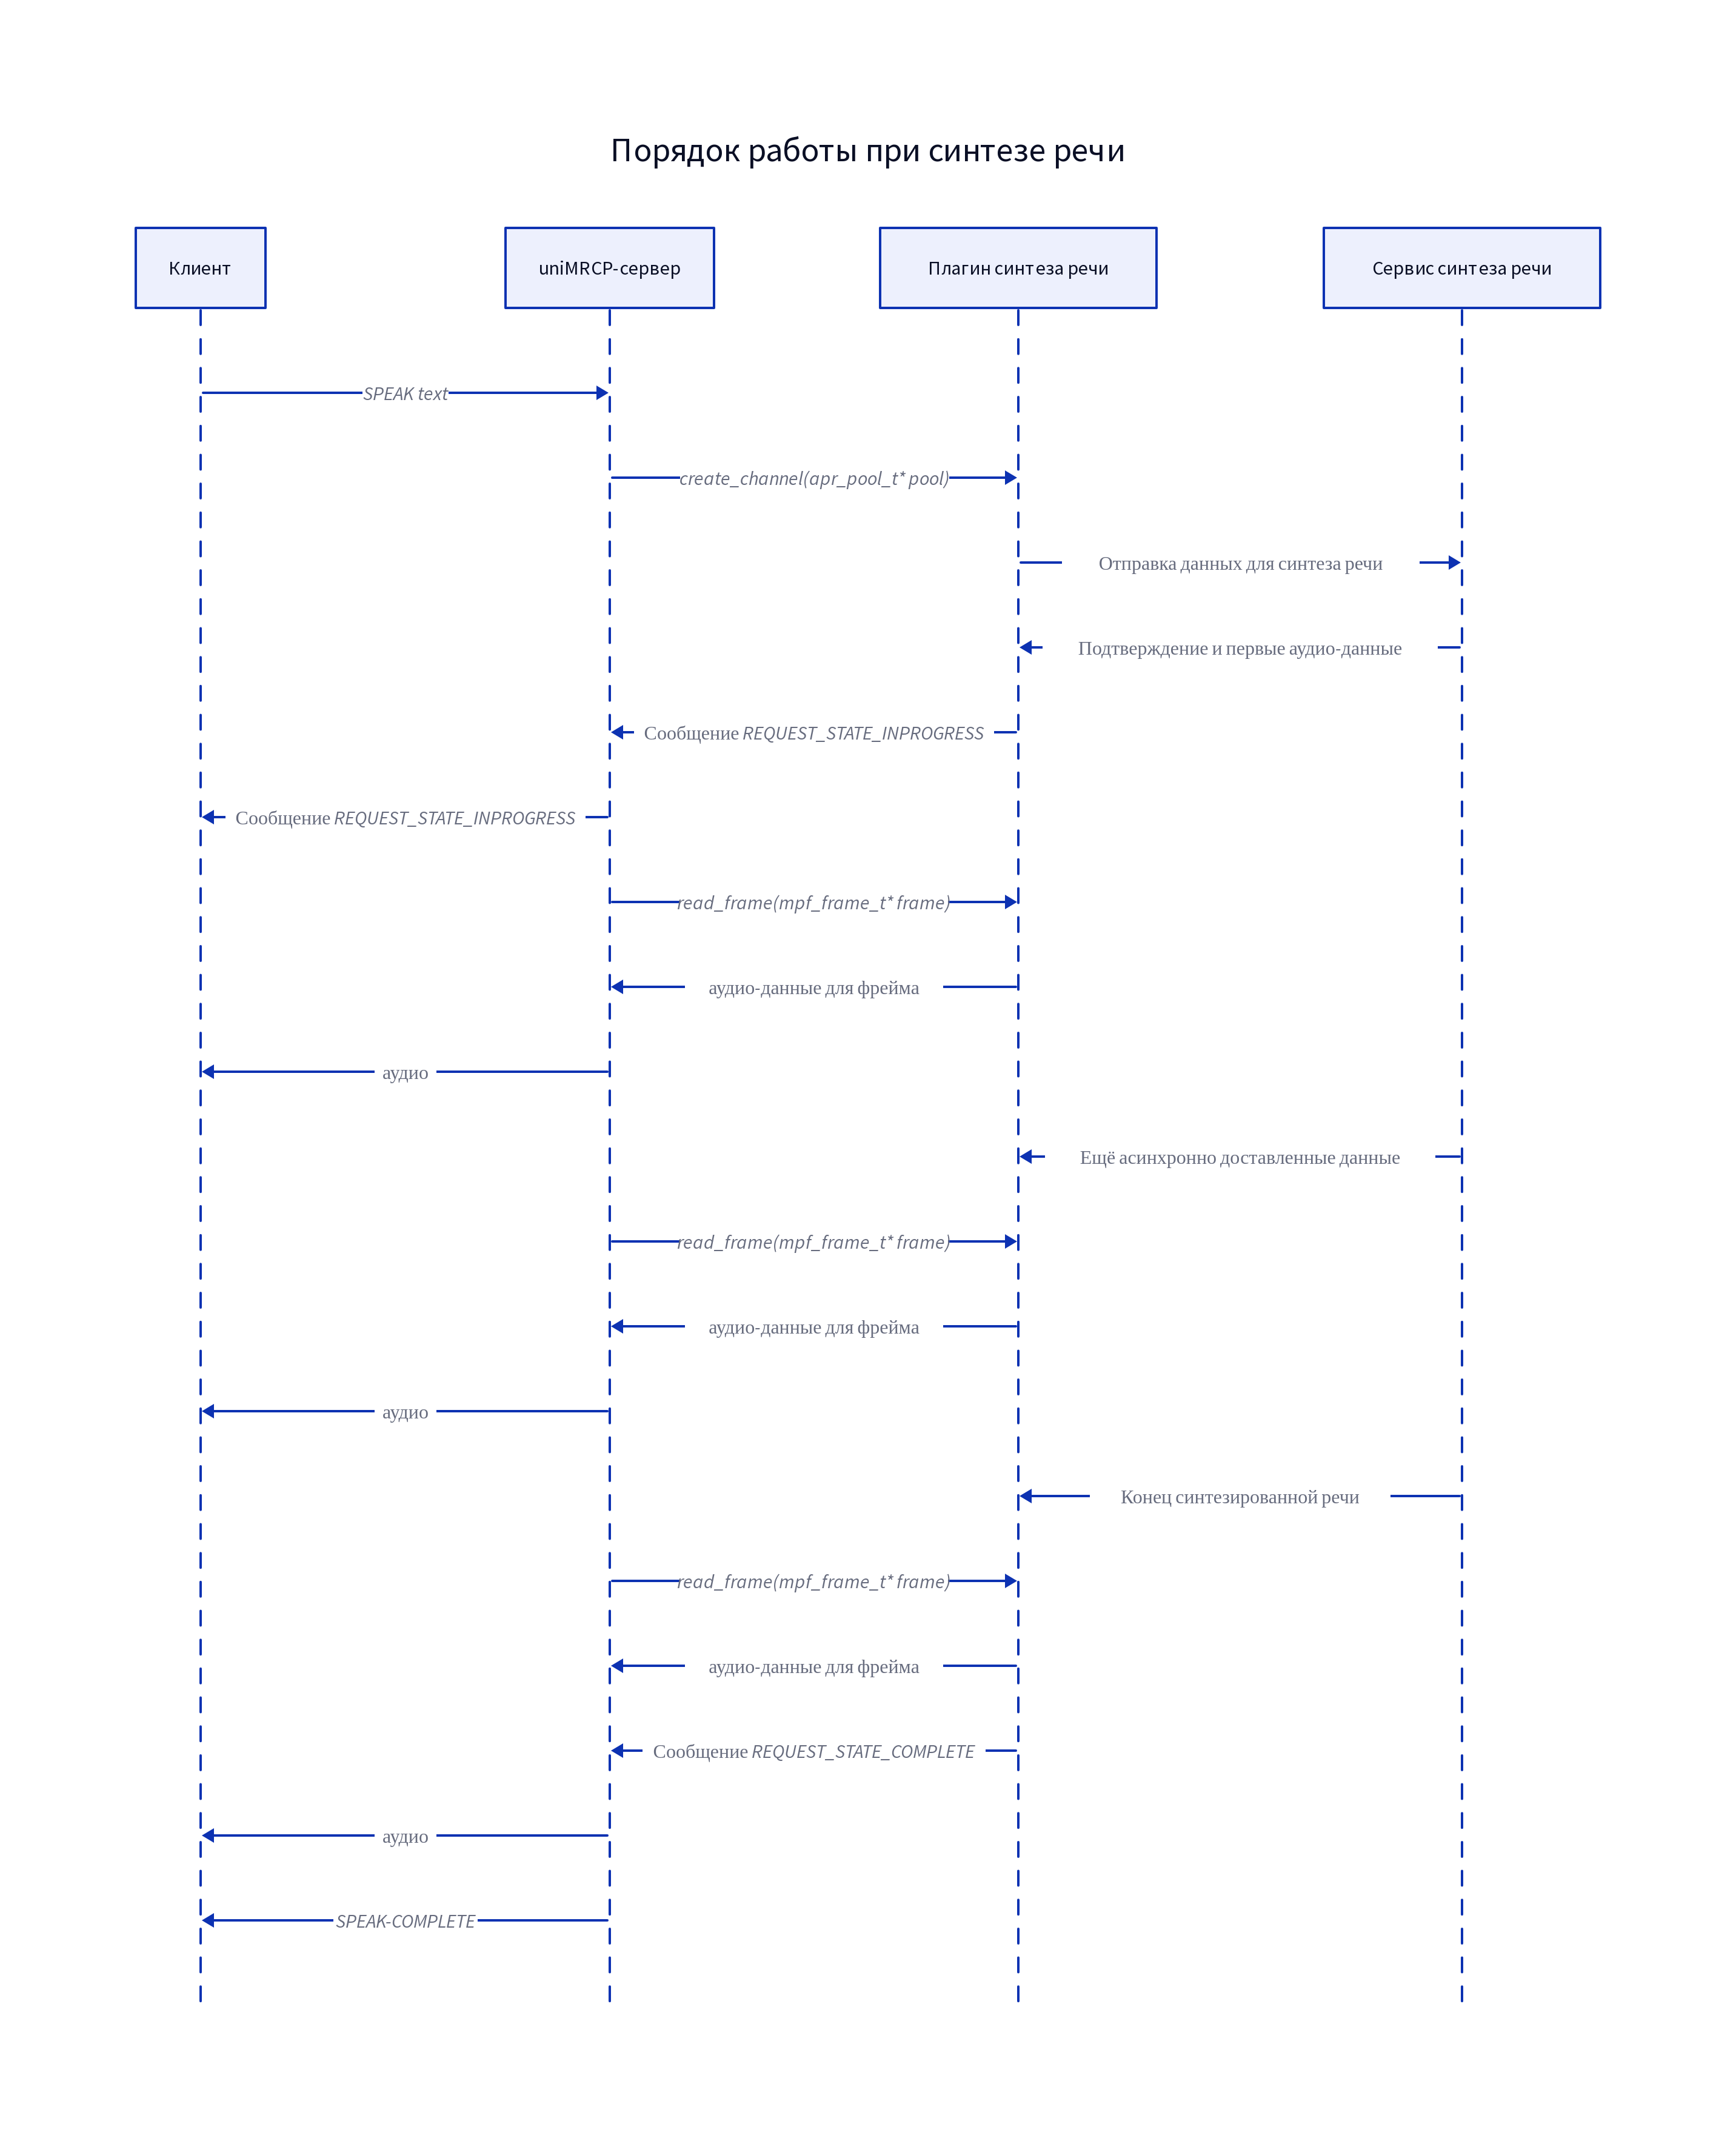 Порядок работы при синтезе речи
Клиент
uniMRCP-сервер
Плагин синтеза речи
Сервис синтеза речи
SPEAK text
create_channel(apr_pool_t* pool)
Отправка данных для синтеза речи
Подтверждение и первые аудио-данные
Сообщение REQUEST_STATE_INPROGRESS
Сообщение REQUEST_STATE_INPROGRESS
read_frame(mpf_frame_t* frame)
аудио-данные для фрейма
аудио
Ещё асинхронно доставленные данные
read_frame(mpf_frame_t* frame)
аудио-данные для фрейма
аудио
Конец синтезированной речи
read_frame(mpf_frame_t* frame)
аудио-данные для фрейма
Сообщение REQUEST_STATE_COMPLETE
аудио
SPEAK-COMPLETE